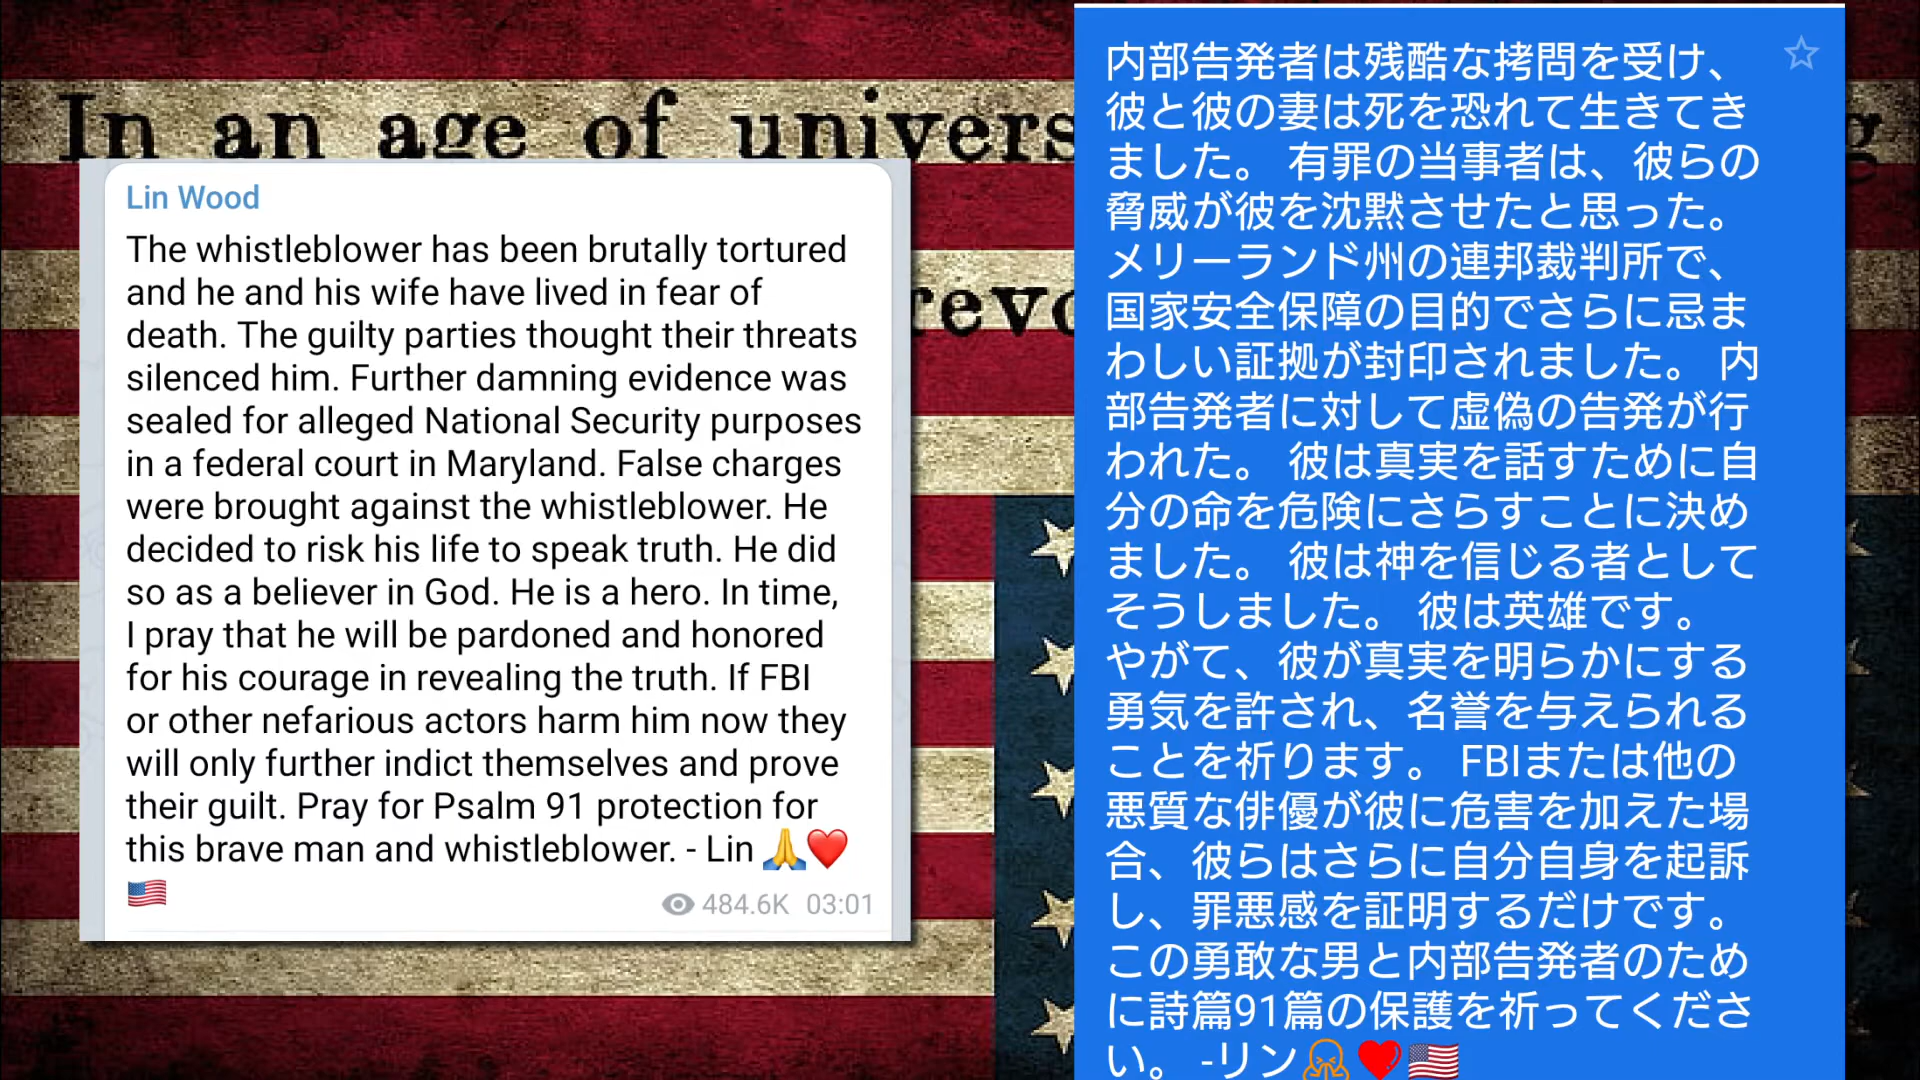 In an age of univers
g
revo
Lin Wood
The whistleblower has been brutally tortured
and he and his wife have lived in fear of
death. The guilty parties thought their threats
silenced him. Further damning evidence was
sealed for alleged National Security purposes
in a federal court in Maryland. False charges
were brought against the whistleblower. He
decided to risk his life to speak truth. He did
so as a believer in God. He is a hero. In time,
I pray that he will be pardoned and honored
for his courage in revealing the truth. If FBI
or other nefarious actors harm him now they
will only further indict themselves and prove
their guilt. Pray for Psalm 91 protection for
this brave man and whistleblower. - Lin 🙏❤️
🇺🇸
484.6K 03:01
内部告発者は残酷な拷問を受け、
彼と彼の妻は死を恐れて生きてき
ました。 有罪の当事者は、彼らの
脅威が彼を沈黙させたと思った。
メリーランド州の連邦裁判所で、
国家安全保障の目的でさらに忌ま
わしい証拠が封印されました。 内
部告発者に対して虚偽の告発が行
われた。 彼は真実を話すために自
分の命を危険にさらすことに決め
ました。 彼は神を信じる者として
そうしました。 彼は英雄です。
やがて、彼が真実を明らかにする
勇気を許され、名誉を与えられる
ことを祈ります。 FBIまたは他の
悪質な俳優が彼に危害を加えた場
合、彼らはさらに自分自身を起訴
し、罪悪感を証明するだけです。
この勇敢な男と内部告発者のため
に詩篇91篇の保護を祈ってくださ
い。 -リン🙏❤️🇺🇸